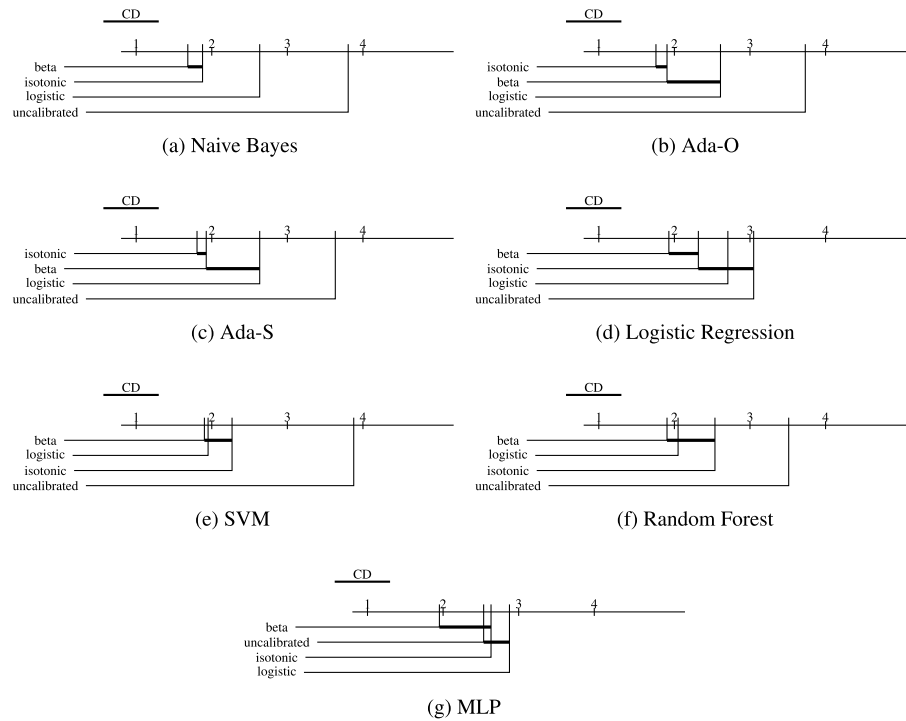 CD
1 2 3 4
beta
isotonic
logistic
uncalibrated
(a) Naive Bayes
CD
1 2 3 4
isotonic
beta
logistic
uncalibrated
(b) Ada-O
CD
1 2 3 4
isotonic
beta
logistic
uncalibrated
(c) Ada-S
CD
1 2 3 4
beta
isotonic
logistic
uncalibrated
(d) Logistic Regression
CD
1 2 3 4
beta
logistic
isotonic
uncalibrated
(e) SVM
CD
1 2 3 4
beta
logistic
isotonic
uncalibrated
(f) Random Forest
CD
1 2 3 4
beta
uncalibrated
isotonic
logistic
(g) MLP